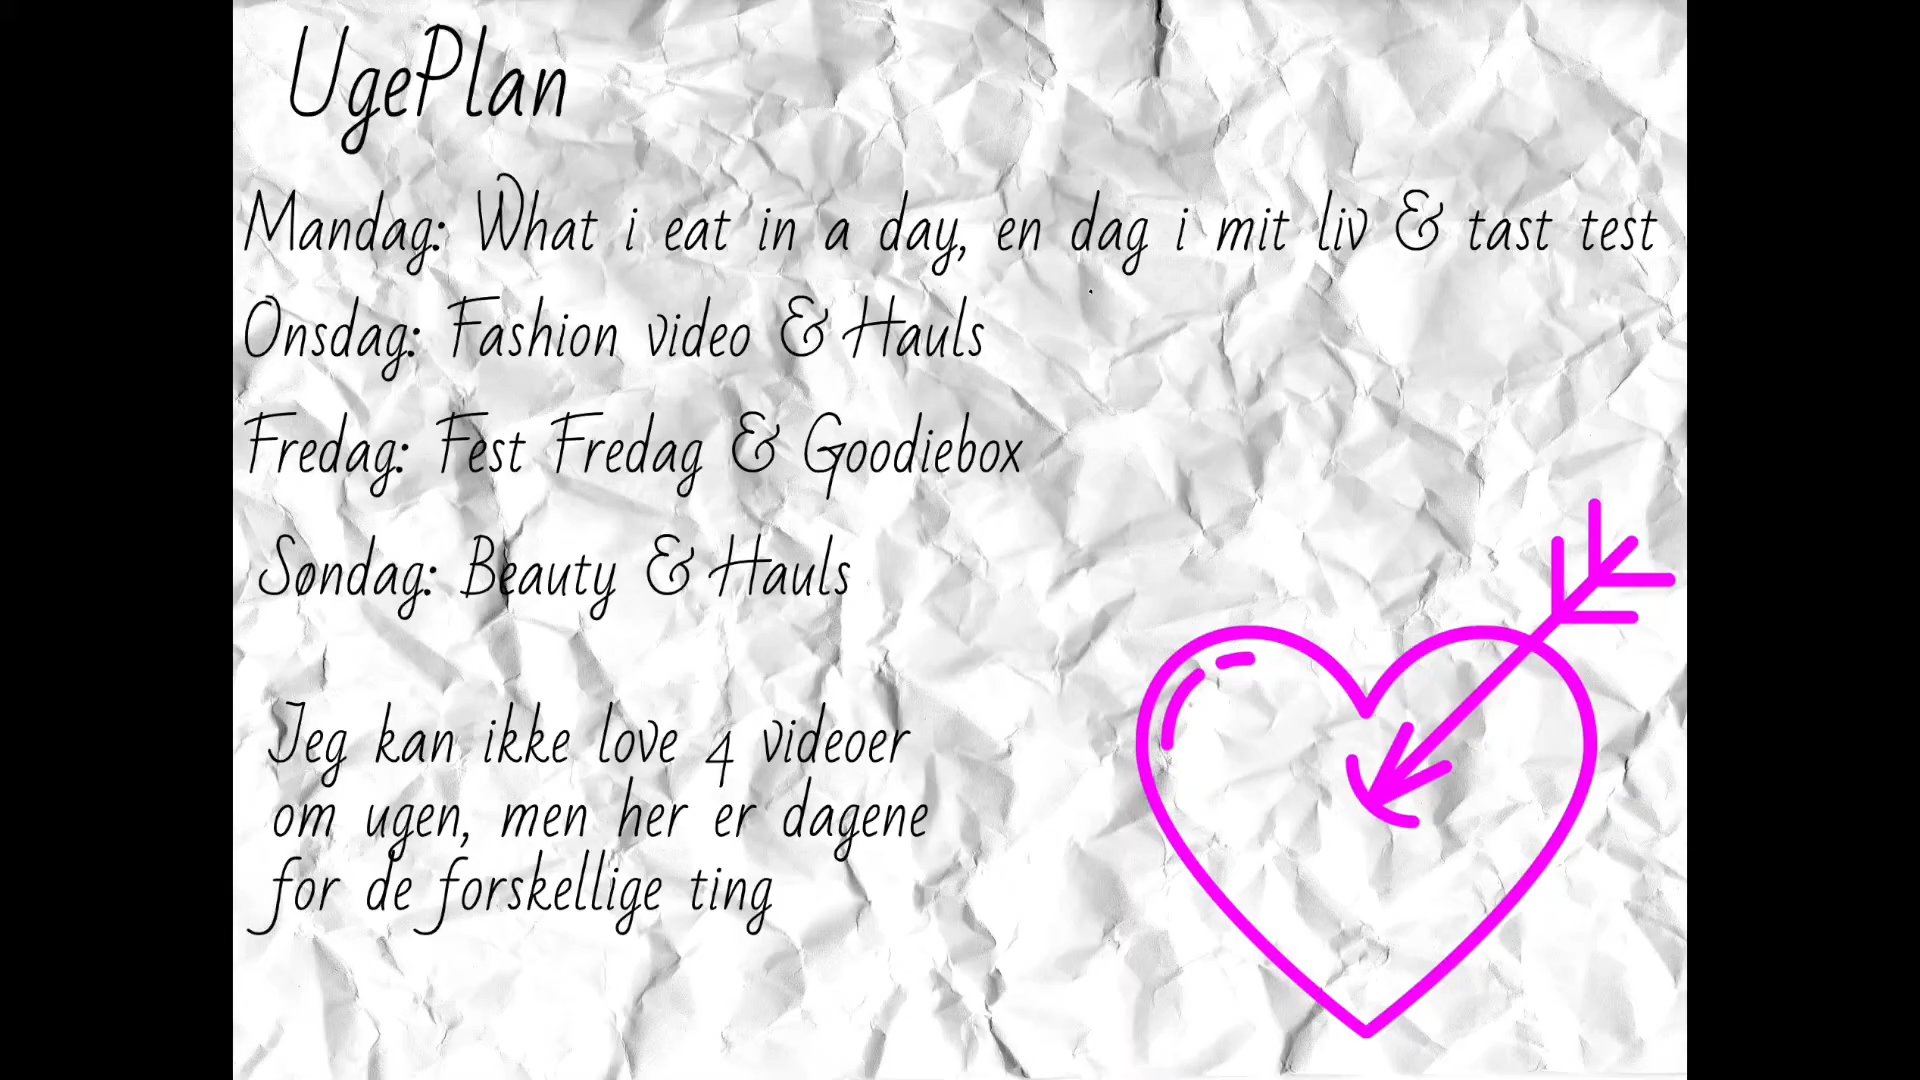 UgePlan
Mandag: What i eat in a day, en dag i mit liv & tast test
Onsdag: Fashion video & Hauls
Fredag: Fest Fredag & Goodiebox
Søndag: Beauty & Hauls
Jeg kan ikke love 4 videoer
om ugen, men her er dagene
for de forskellige ting